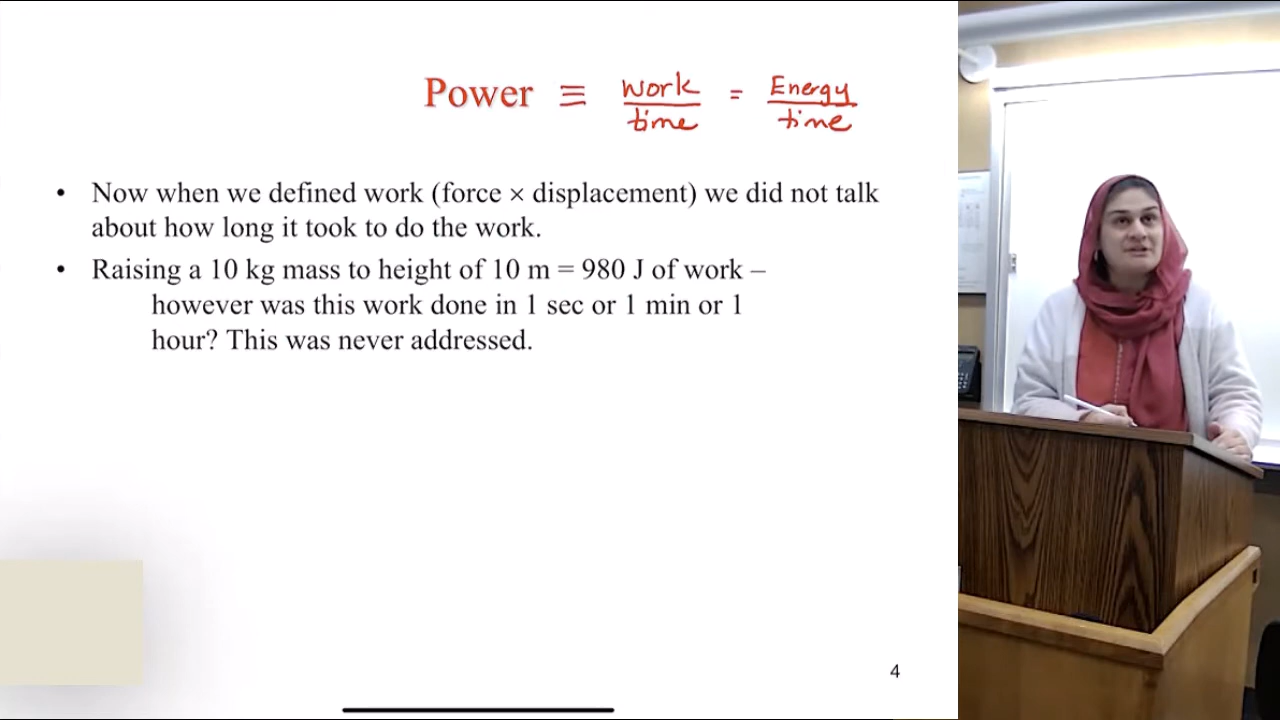 Power ≡ work/time = Energy/time
• Now when we defined work (force × displacement) we did not talk
about how long it took to do the work.
• Raising a 10 kg mass to height of 10 m = 980 J of work –
however was this work done in 1 sec or 1 min or 1
hour? This was never addressed.
4